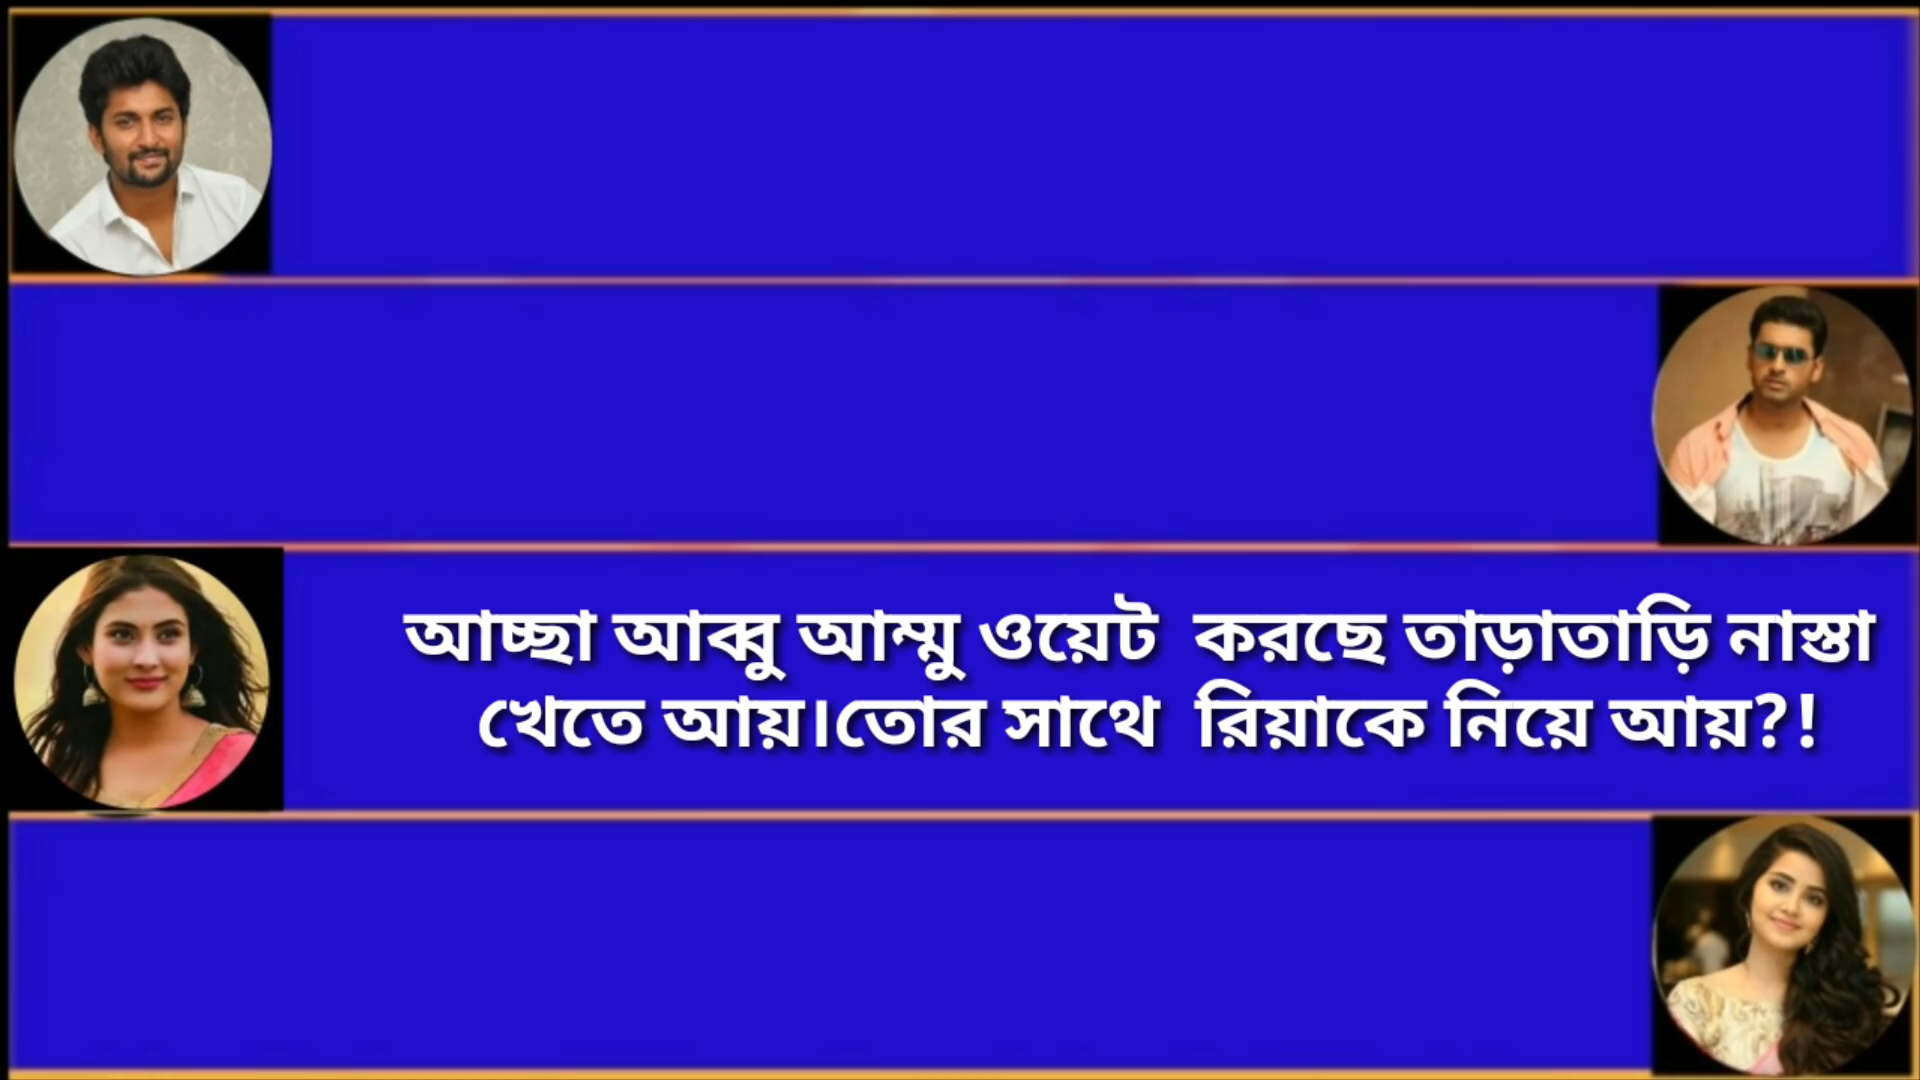 আচ্ছা আব্বু আম্মু ওয়েট করছে তাড়াতাড়ি নাস্তা
খেতে আয়।তোর সাথে রিয়াকে নিয়ে আয়?!